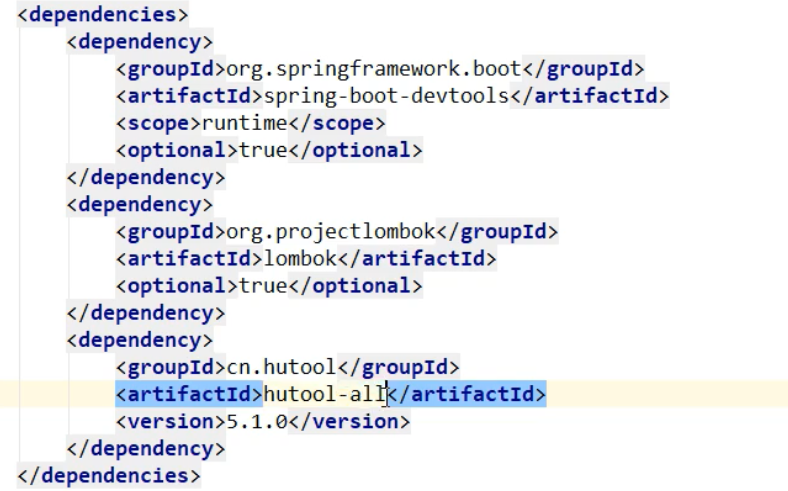 <dependencies>
<dependency>
<groupId>org.springframework.boot</groupId>
<artifactId>spring-boot-devtools</artifactId>
<scope>runtime</scope>
<optional>true</optional>
</dependency>
<dependency>
<groupId>org.projectlombok</groupId>
<artifactId>lombok</artifactId>
<optional>true</optional>
</dependency>
<dependency>
<groupId>cn.hutool</groupId>
<artifactId>hutool-all</artifactId>
<version>5.1.0</version>
</dependency>
</dependencies>